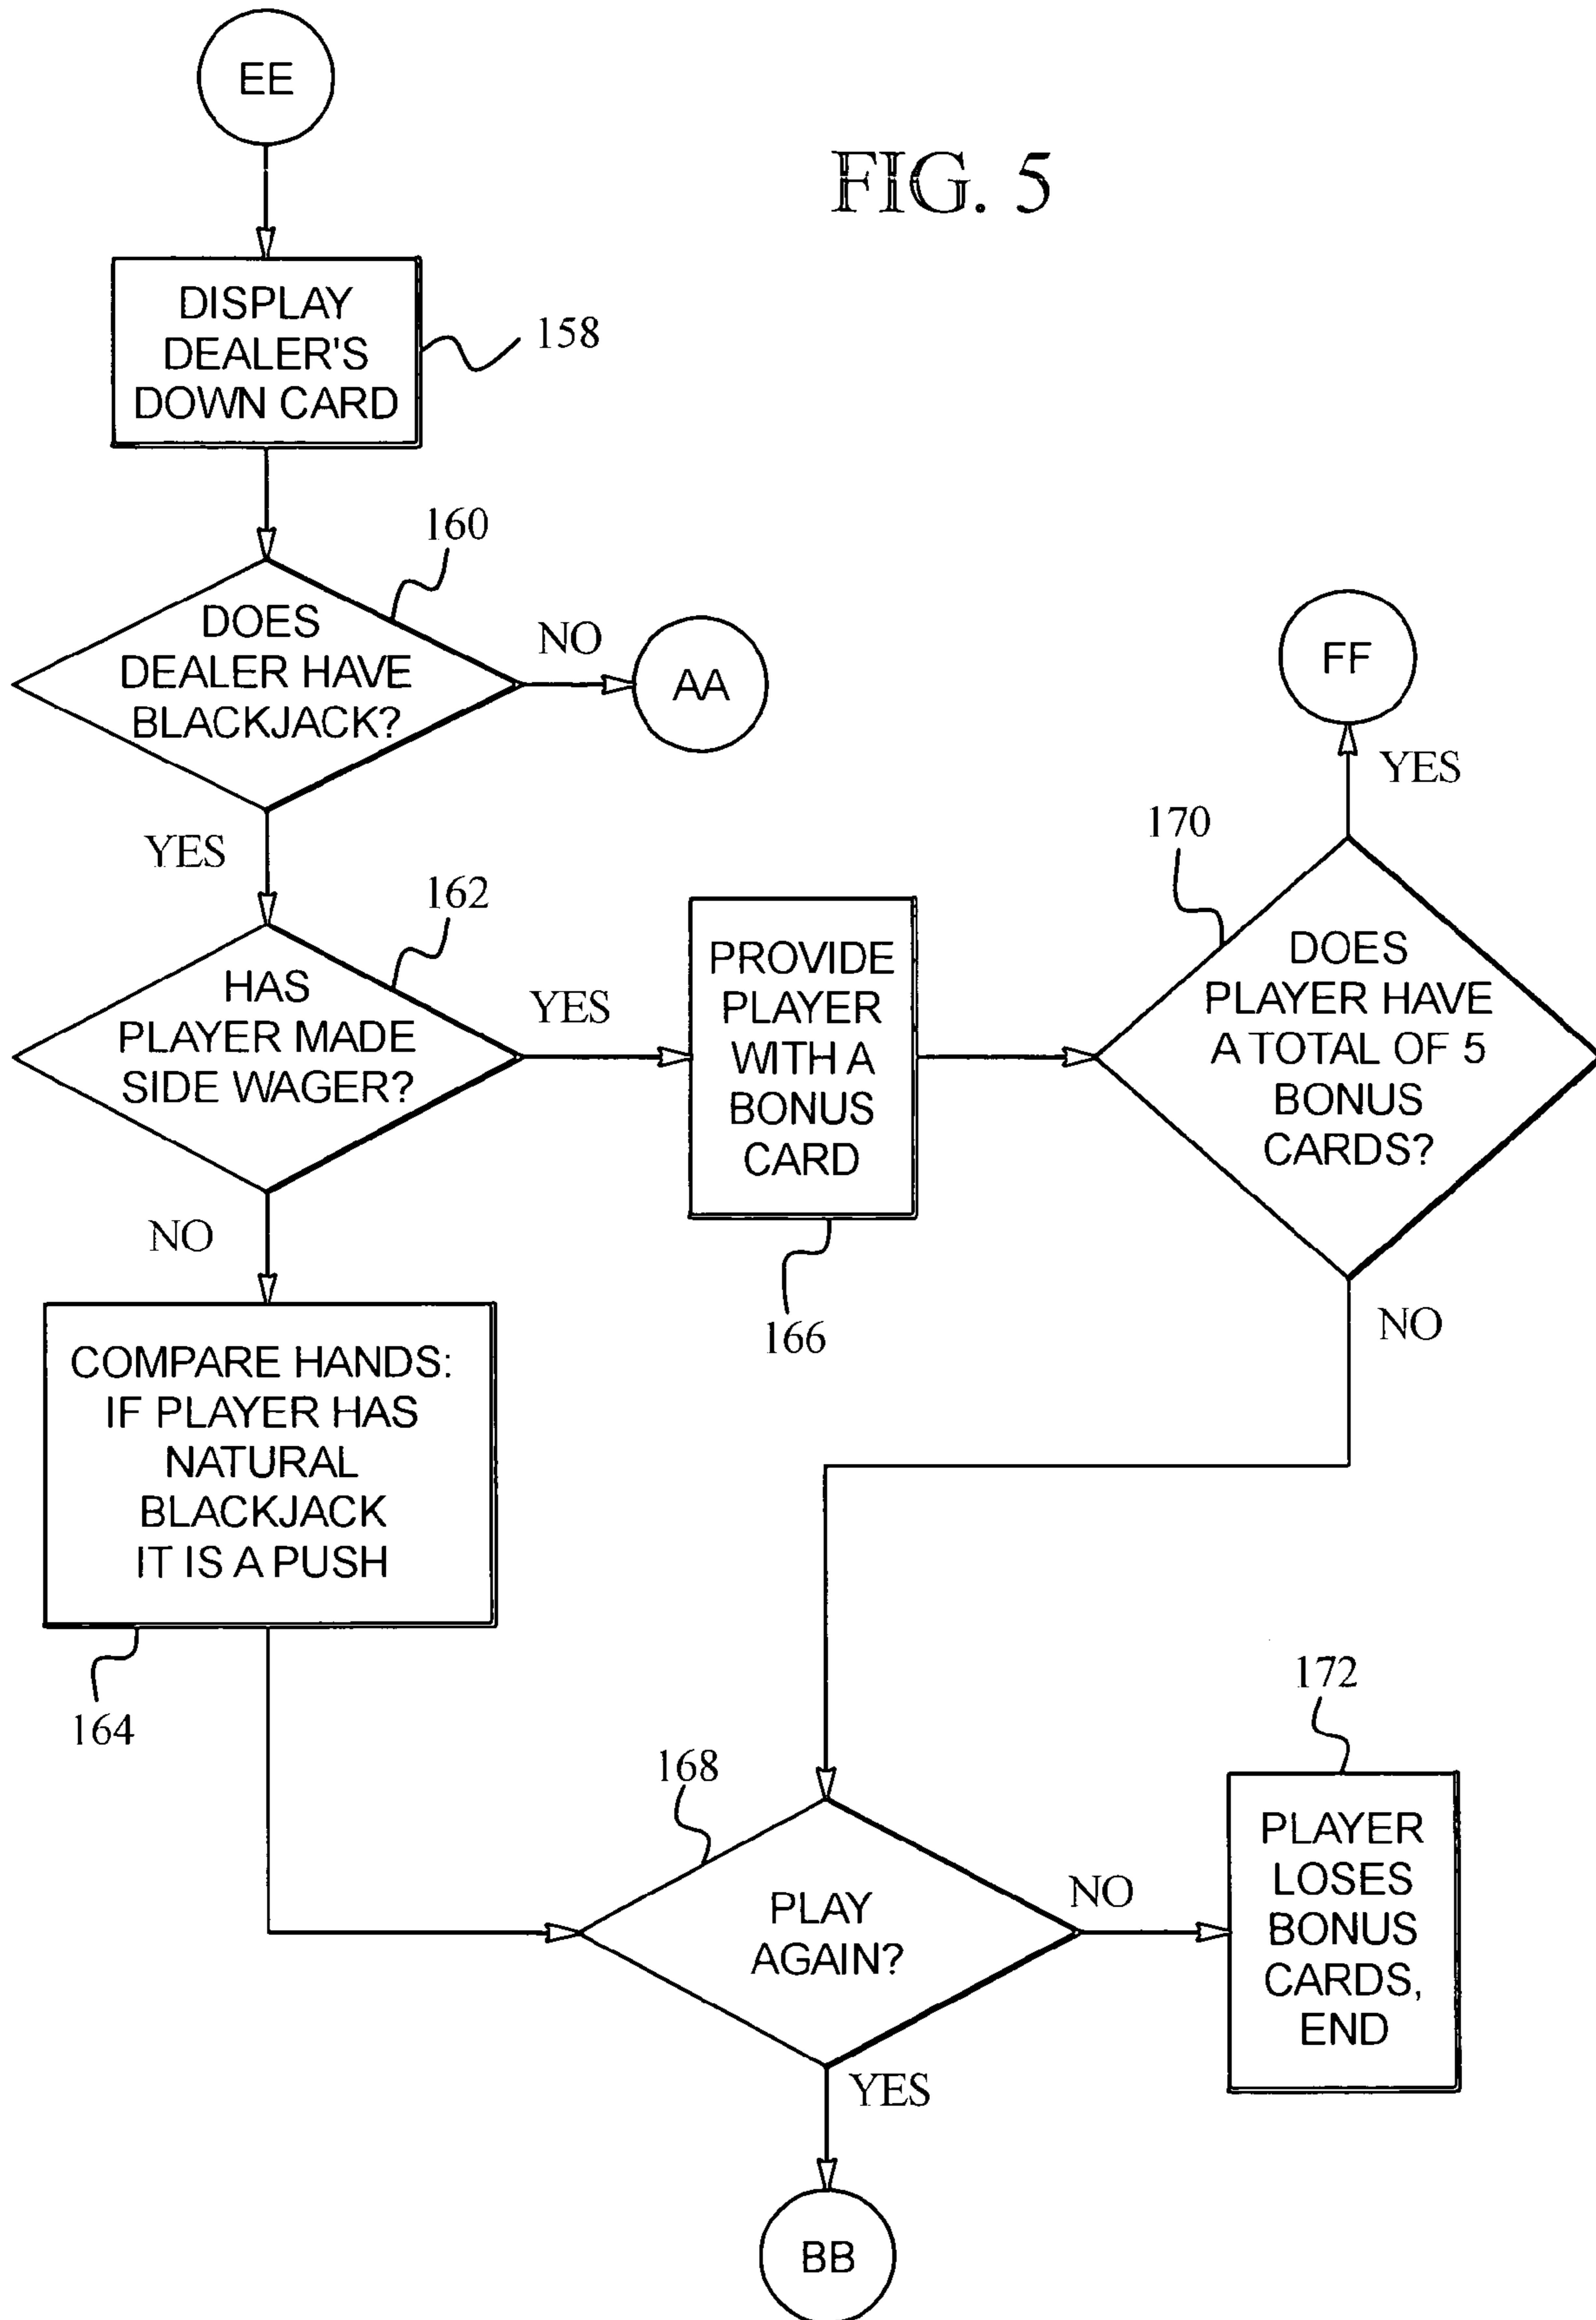 EE
FIG. 5
DISPLAY
DEALER'S
DOWN CARD
158
160
DOES
DEALER HAVE
BLACKJACK?
NO
AA
FF
YES
YES
170
162
HAS
PLAYER MADE
SIDE WAGER?
YES
PROVIDE
PLAYER
WITH A
BONUS
CARD
166
DOES
PLAYER HAVE
A TOTAL OF 5
BONUS
CARDS?
NO
NO
COMPARE HANDS:
IF PLAYER HAS
NATURAL
BLACKJACK
IT IS A PUSH
164
168
PLAY
AGAIN?
NO
172
PLAYER
LOSES
BONUS
CARDS,
END
YES
BB